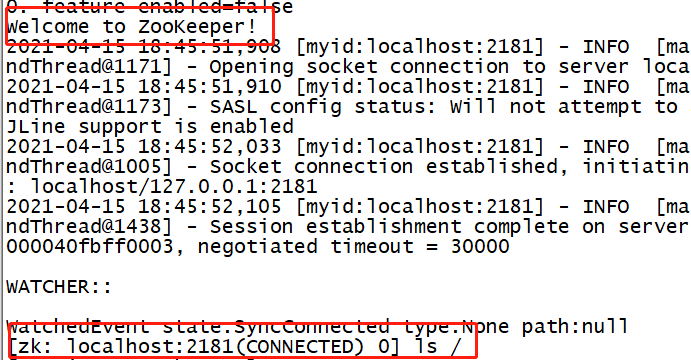 0. feature enabled=false
Welcome to ZooKeeper!
2021-04-15 18:45:51,908 [myid:localhost:2181] - INFO [ma
ndThread@1171] - Opening socket connection to server loca
2021-04-15 18:45:51,910 [myid:localhost:2181] - INFO [ma
ndThread@1173] - SASL config status: Will not attempt to
JLine support is enabled
2021-04-15 18:45:52,033 [myid:localhost:2181] - INFO [ma
ndThread@1005] - Socket connection established, initiatin
: localhost/127.0.0.1:2181
2021-04-15 18:45:52,105 [myid:localhost:2181] - INFO [ma
ndThread@1438] - Session establishment complete on server
000040fbff0003, negotiated timeout = 30000
WATCHER::
WatchedEvent state:SyncConnected type:None path:null
[zk: localhost:2181(CONNECTED) 0] ls /